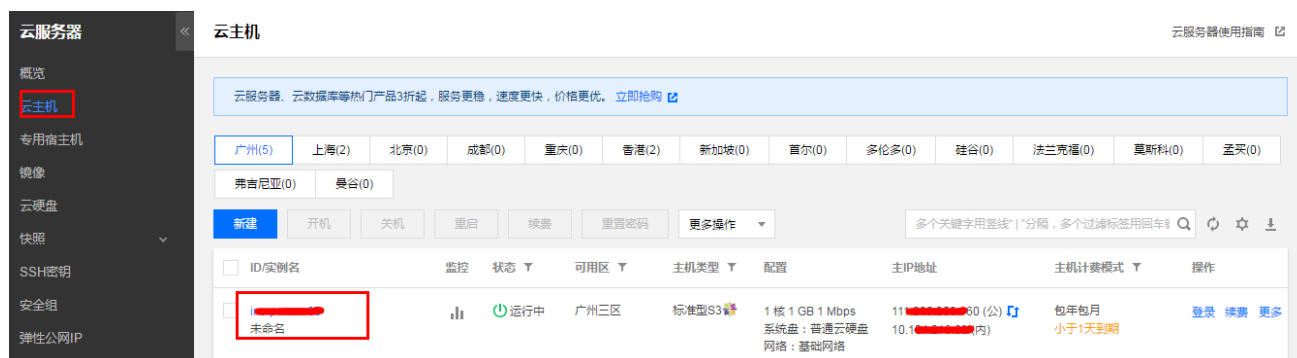 云服务器
云主机
云服务器使用指南
概览
云主机
专用宿主机
镜像
云硬盘
快照
SSH密钥
安全组
弹性公网IP
云服务器、云数据库等热门产品3折起，服务更稳，速度更快，价格更优。 立即抢购
广州(5) 上海(2) 北京(0) 成都(0) 重庆(0) 香港(2) 新加坡(0) 首尔(0) 多伦多(0) 硅谷(0) 法兰克福(0) 莫斯科(0) 孟买(0)
弗吉尼亚(0) 曼谷(0)
新建 开机 关机 重启 续费 重置密码 更多操作 多个关键字用竖线“|”分隔，多个过滤标签用回车
ID/实例名 监控 状态 可用区 主机类型 配置 主IP地址 主机计费模式 操作
未命名
运行中
广州三区
标准型S3
1 核 1 GB 1 Mbps
系统盘：普通云硬盘
网络：基础网络
(公)
(内)
包年包月
小于1天到期
登录 续费 更多